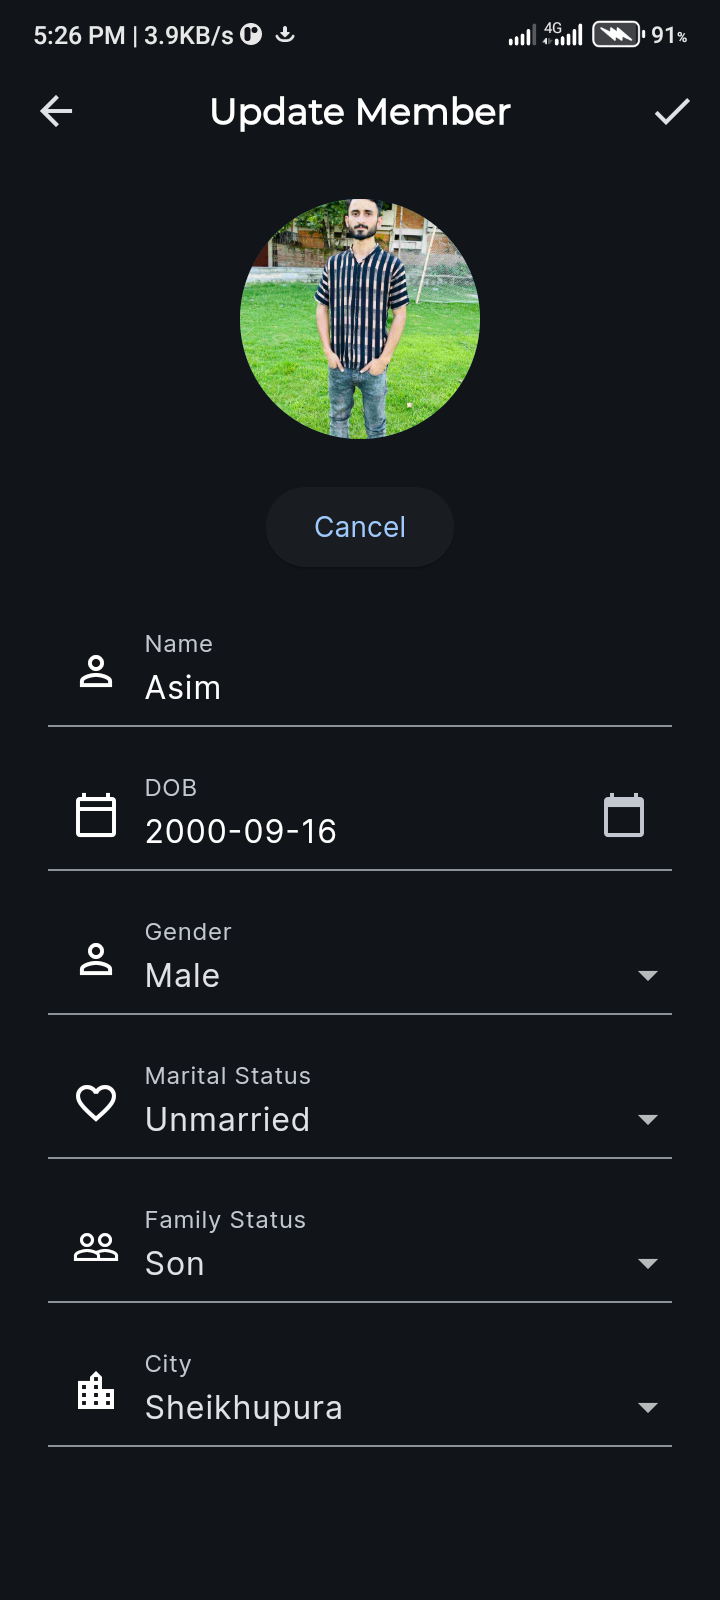 5:26 PM | 3.9KB/s 4G 91%
Update Member
Cancel
Name
Asim
DOB
2000-09-16
Gender
Male
Marital Status
Unmarried
Family Status
Son
City
Sheikhupura